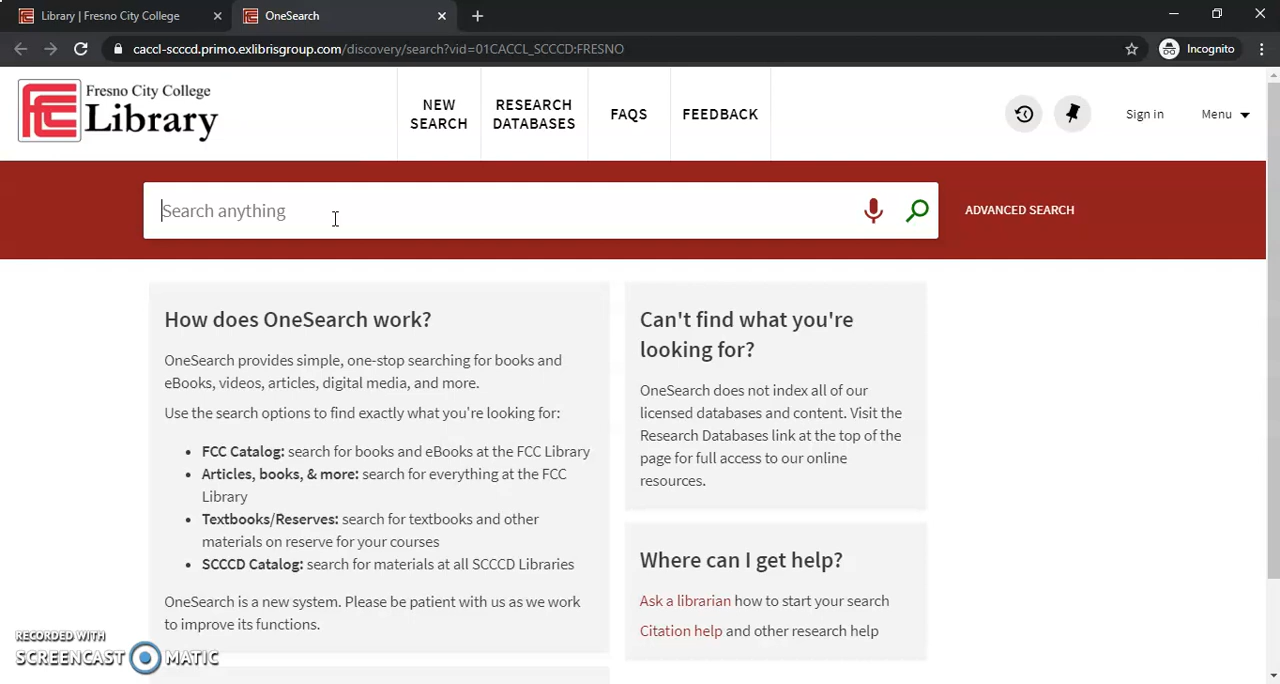 Library | Fresno City College
OneSearch
caccl-scccd.primo.exlibrisgroup.com/discovery/search?vid=01CACCL_SCCCD:FRESNO
Incognito
Fresno City College
Library
NEW
SEARCH
RESEARCH
DATABASES
FAQS
FEEDBACK
Sign in
Menu
Search anything
ADVANCED SEARCH
How does OneSearch work?
OneSearch provides simple, one-stop searching for books and
eBooks, videos, articles, digital media, and more.
Use the search options to find exactly what you're looking for:
• FCC Catalog: search for books and eBooks at the FCC Library
• Articles, books, & more: search for everything at the FCC
Library
• Textbooks/Reserves: search for textbooks and other
materials on reserve for your courses
• SCCCD Catalog: search for materials at all SCCCD Libraries
OneSearch is a new system. Please be patient with us as we work
to improve its functions.
Can't find what you're
looking for?
OneSearch does not index all of our
licensed databases and content. Visit the
Research Databases link at the top of the
page for full access to our online
resources.
Where can I get help?
Ask a librarian how to start your search
Citation help and other research help
RECORDED WITH
SCREENCAST MATIC